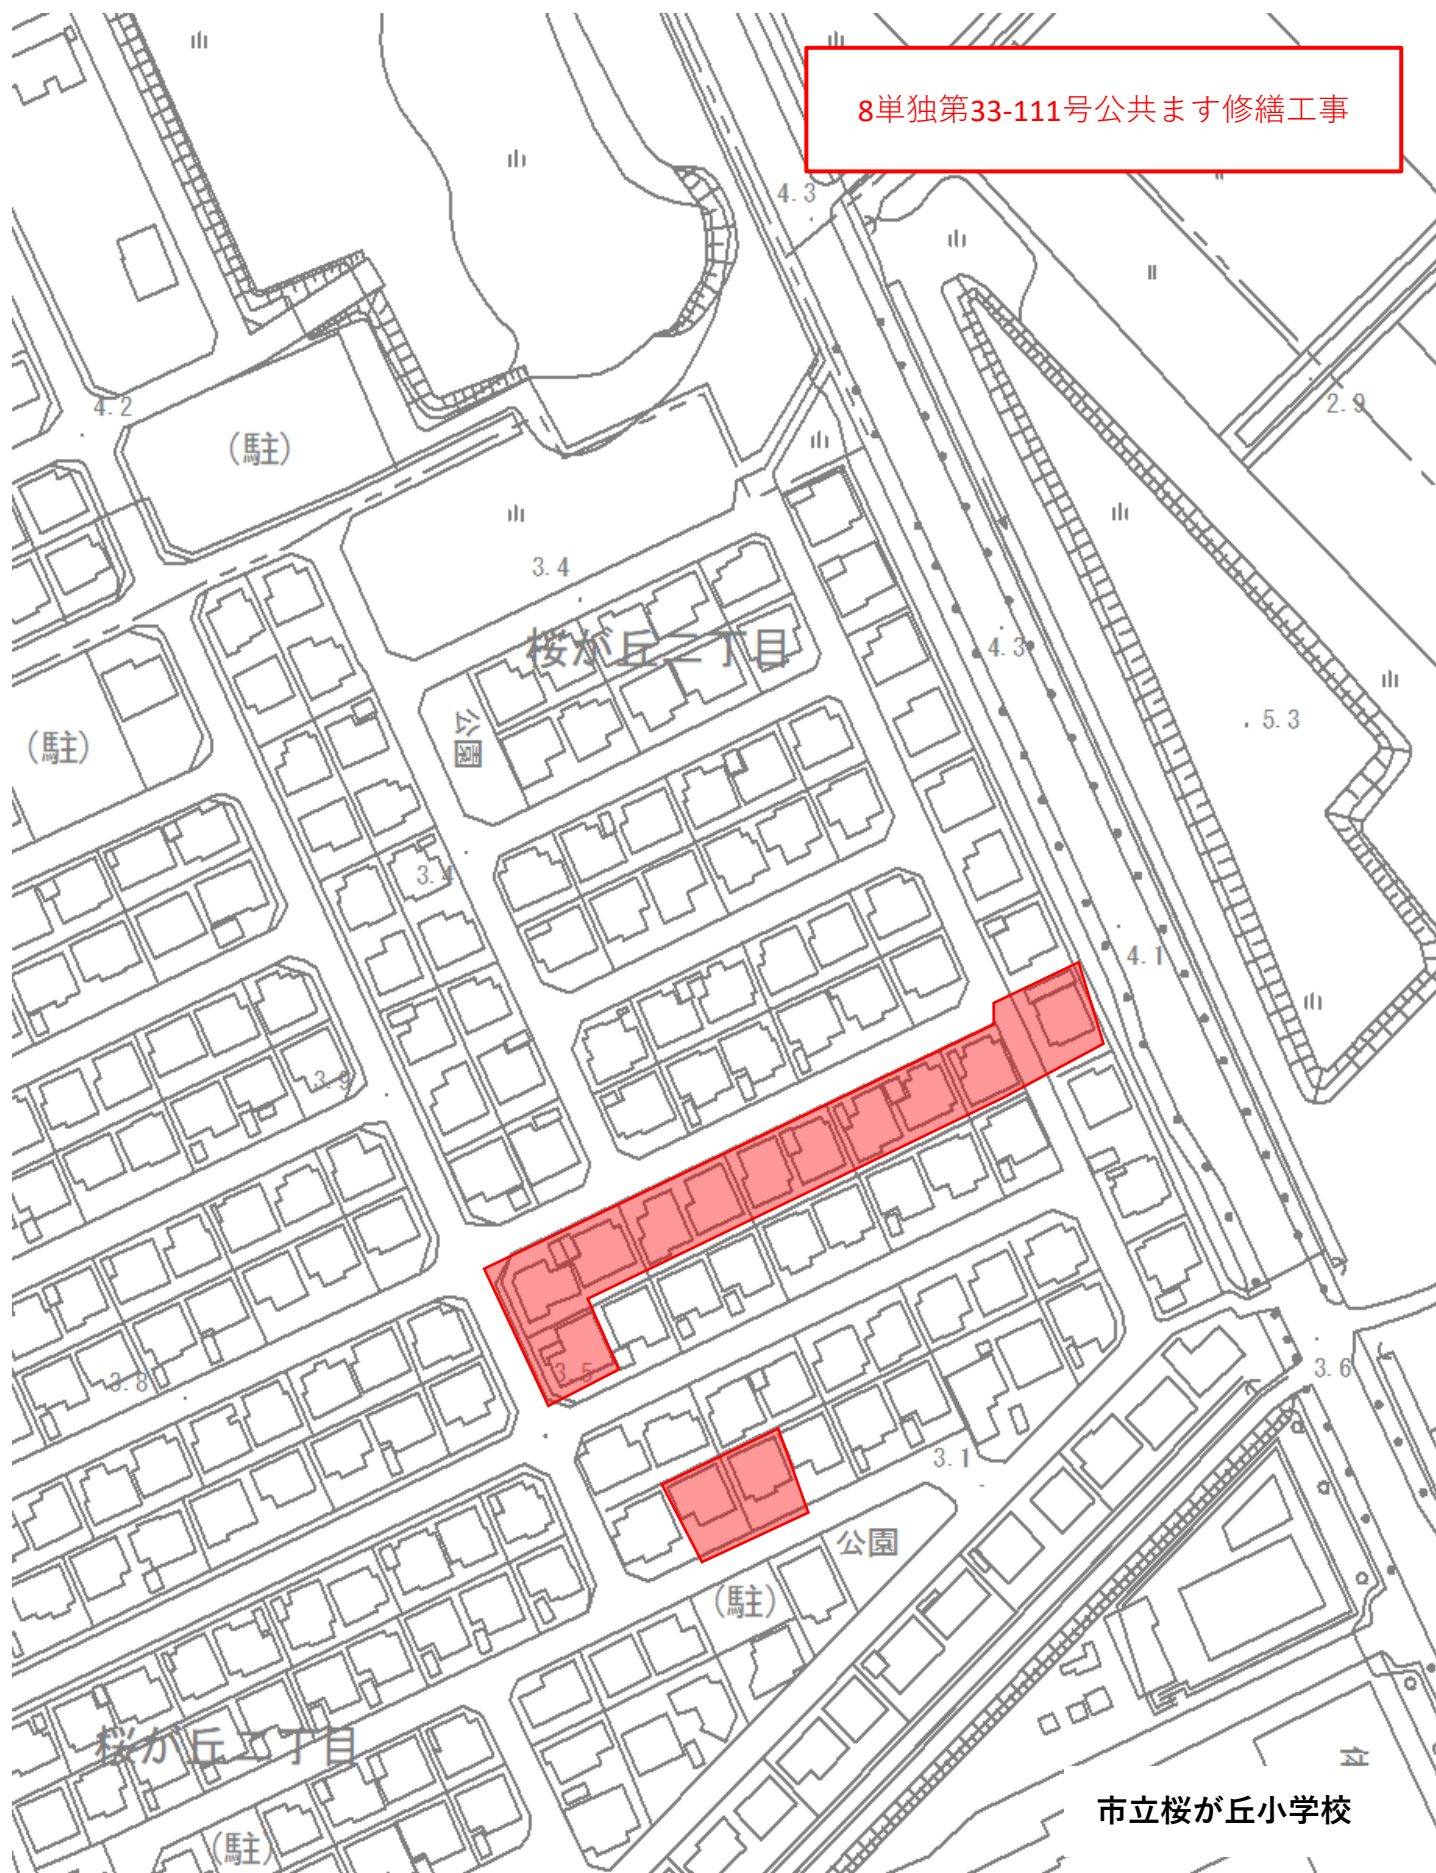 8単独第33-111号公共ます修繕工事
4.3
4.2
2.9
(駐)
3.4
桜が丘二丁目
4.3
公園
5.3
(駐)
3.4
4.1
3.9
3.5
3.8
3.6
3.1
公園
(駐)
桜が丘二丁目
市立桜が丘小学校
(駐)